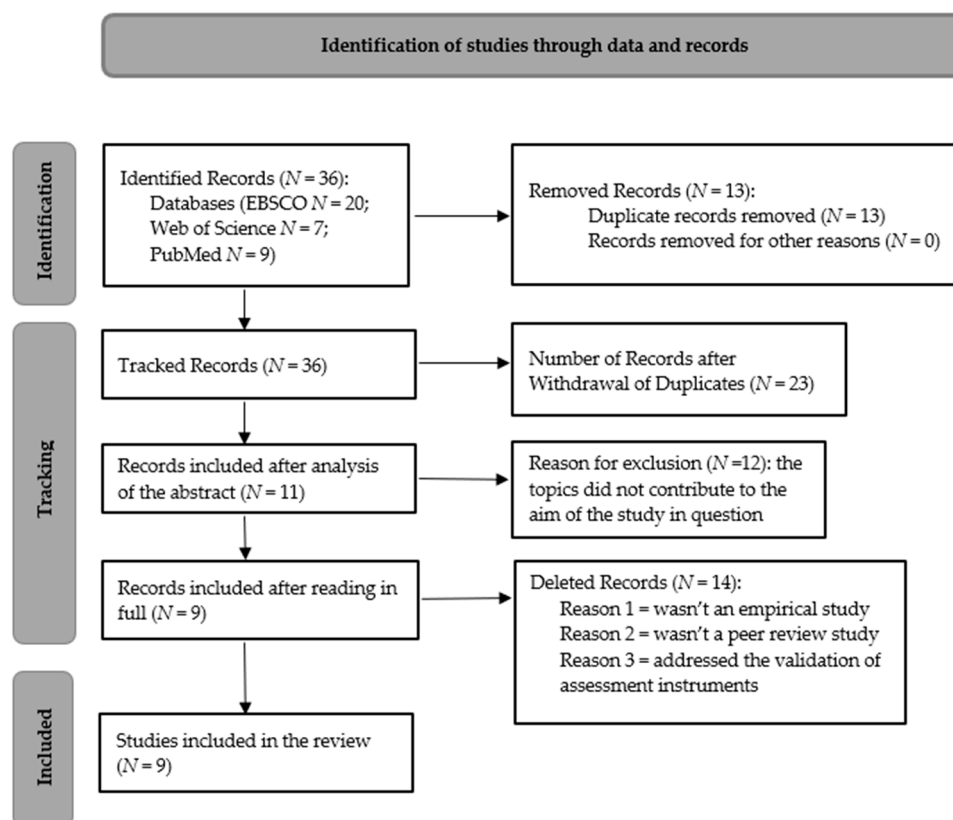 Identification of studies through data and records
Identification
Identified Records (N = 36):
Databases (EBSCO N = 20;
Web of Science N = 7;
PubMed N = 9)
Removed Records (N = 13):
Duplicate records removed (N = 13)
Records removed for other reasons (N = 0)
Tracking
Tracked Records (N = 36)
Number of Records after
Withdrawal of Duplicates (N = 23)
Records included after analysis
of the abstract (N = 11)
Reason for exclusion (N =12): the
topics did not contribute to the
aim of the study in question
Records included after reading in
full (N = 9)
Deleted Records (N = 14):
Reason 1 = wasn't an empirical study
Reason 2 = wasn't a peer review study
Reason 3 = addressed the validation of
assessment instruments
Included
Studies included in the review
(N = 9)